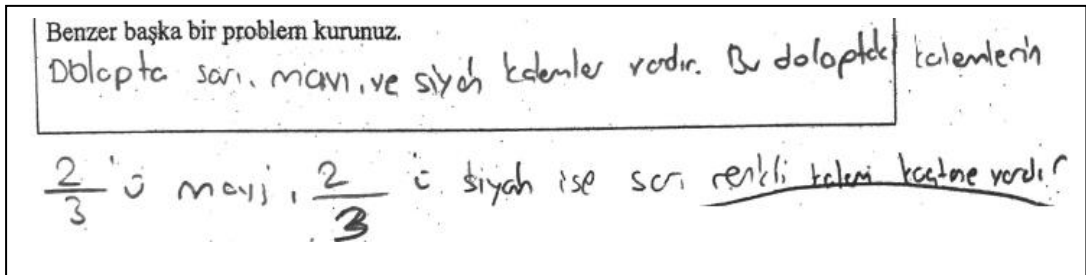 Benzer başka bir problem kurunuz.
Dolapta sarı, mavi, ve siyah kalemler vardır. Bu dolaptaki kalemlerin
2/3 'ü mavi, 2/3 ü siyah ise sarı renkli kalem kaç tane vardır?